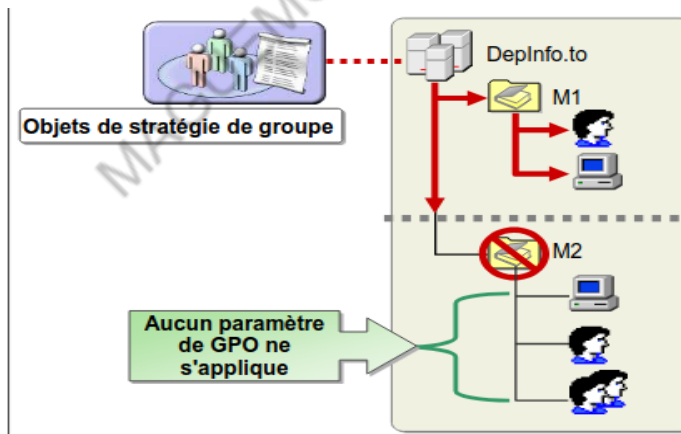 DepInfo.to
M1
Objets de stratégie de groupe
M2
Aucun paramètre
de GPO ne
s'applique